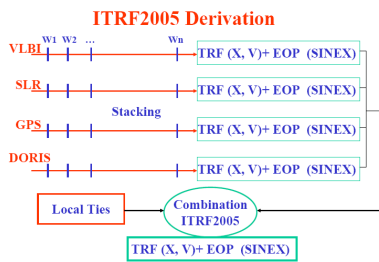 ITRF2005 Derivation
W1 W2 ... Wn
VLBI
TRF (X, V)+ EOP (SINEX)
SLR
TRF (X, V)+ EOP (SINEX)
Stacking
GPS
TRF (X, V)+ EOP (SINEX)
DORIS
TRF (X, V)+ EOP (SINEX)
Local Ties
Combination
ITRF2005
TRF (X, V)+ EOP (SINEX)